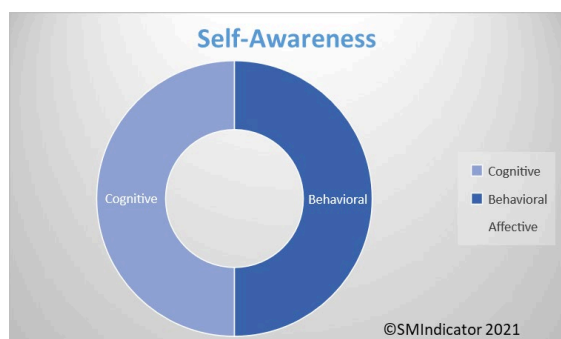 Self-Awareness
Cognitive
Behavioral
Cognitive
Behavioral
Affective
©SMIndicator 2021